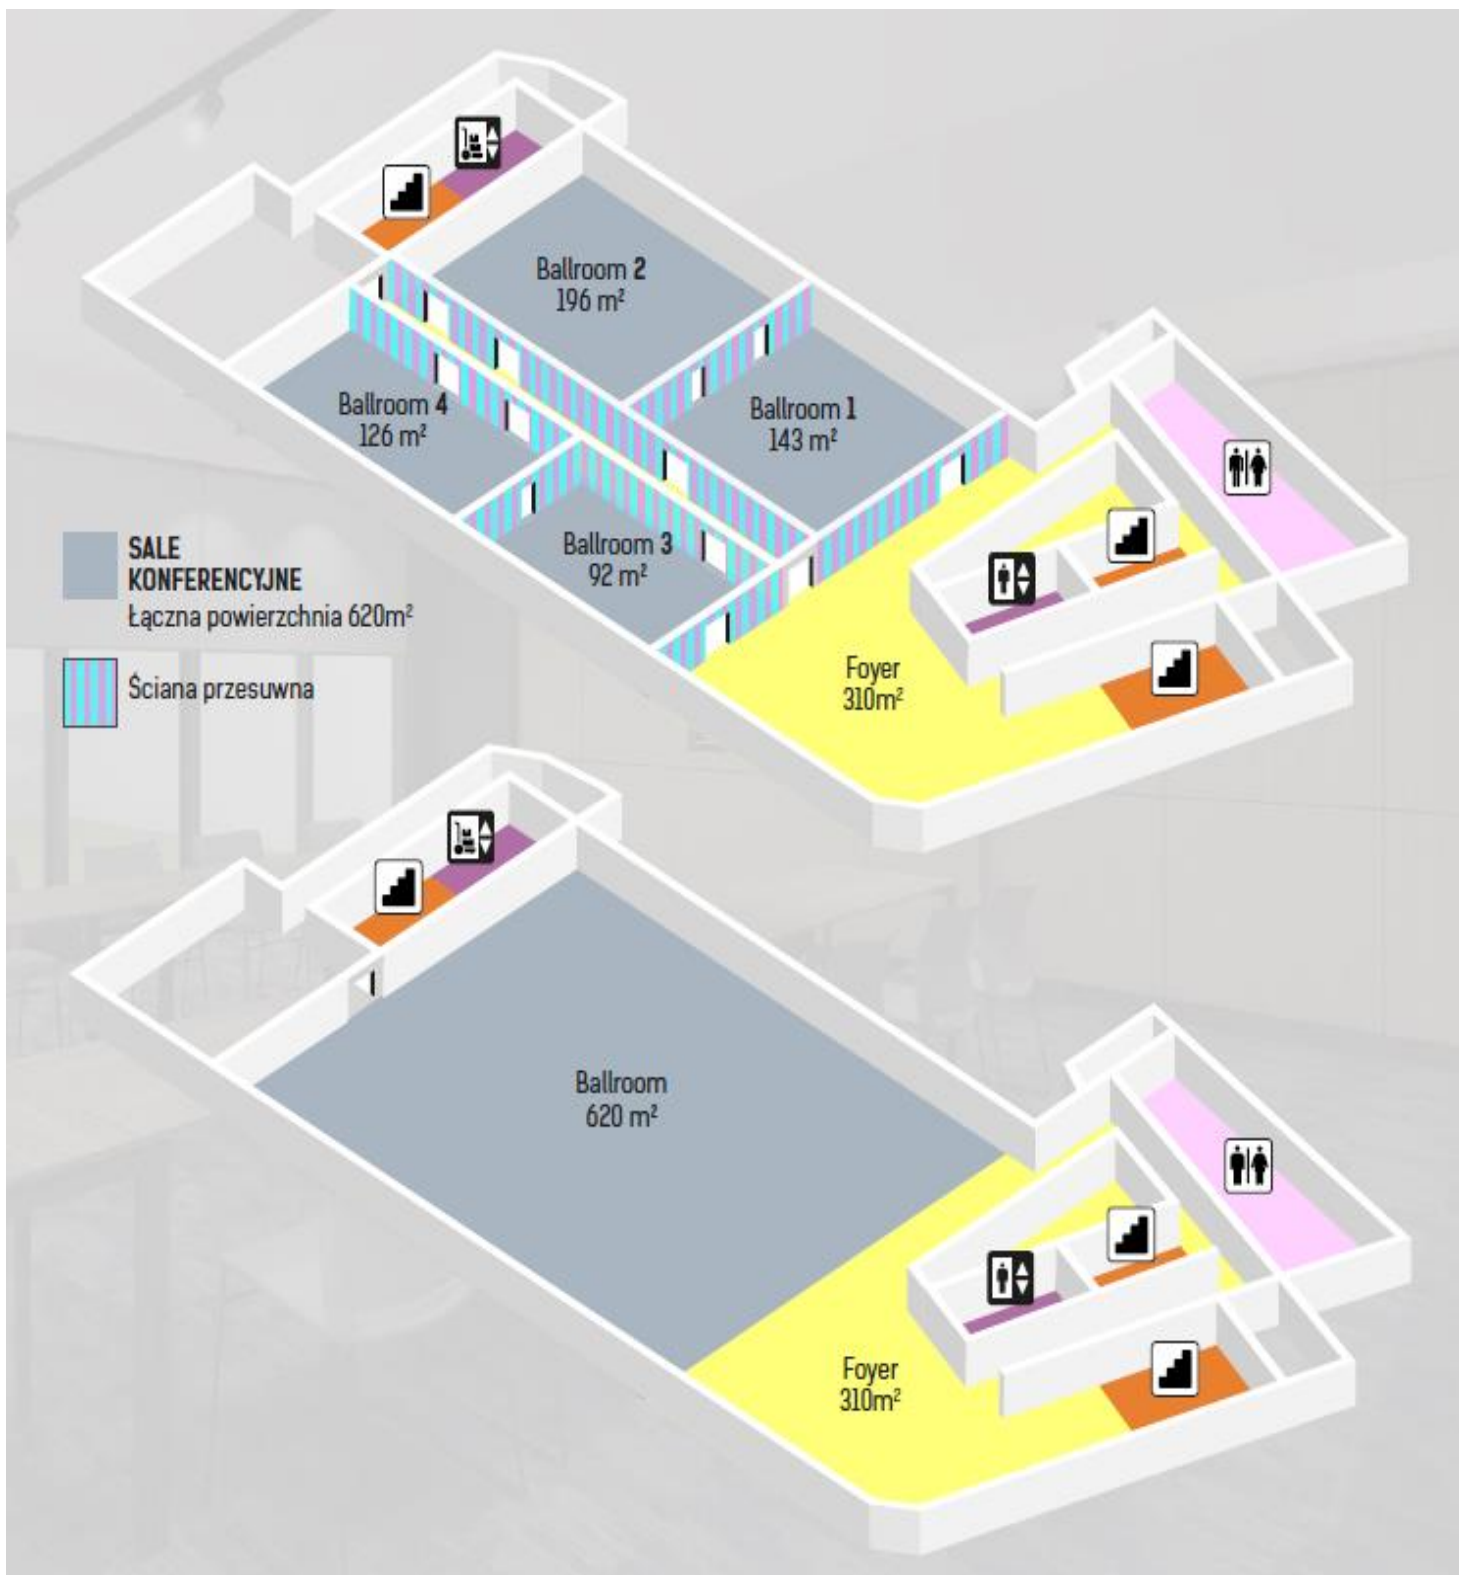 Ballroom 2
196 m²
Ballroom 4
126 m²
Ballroom 1
143 m²
Ballroom 3
92 m²
SALE
KONFERENCYJNE
Łączna powierzchnia 620m²
Ściana przesuwna
Foyer
310m²
Ballroom
620 m²
Foyer
310m²